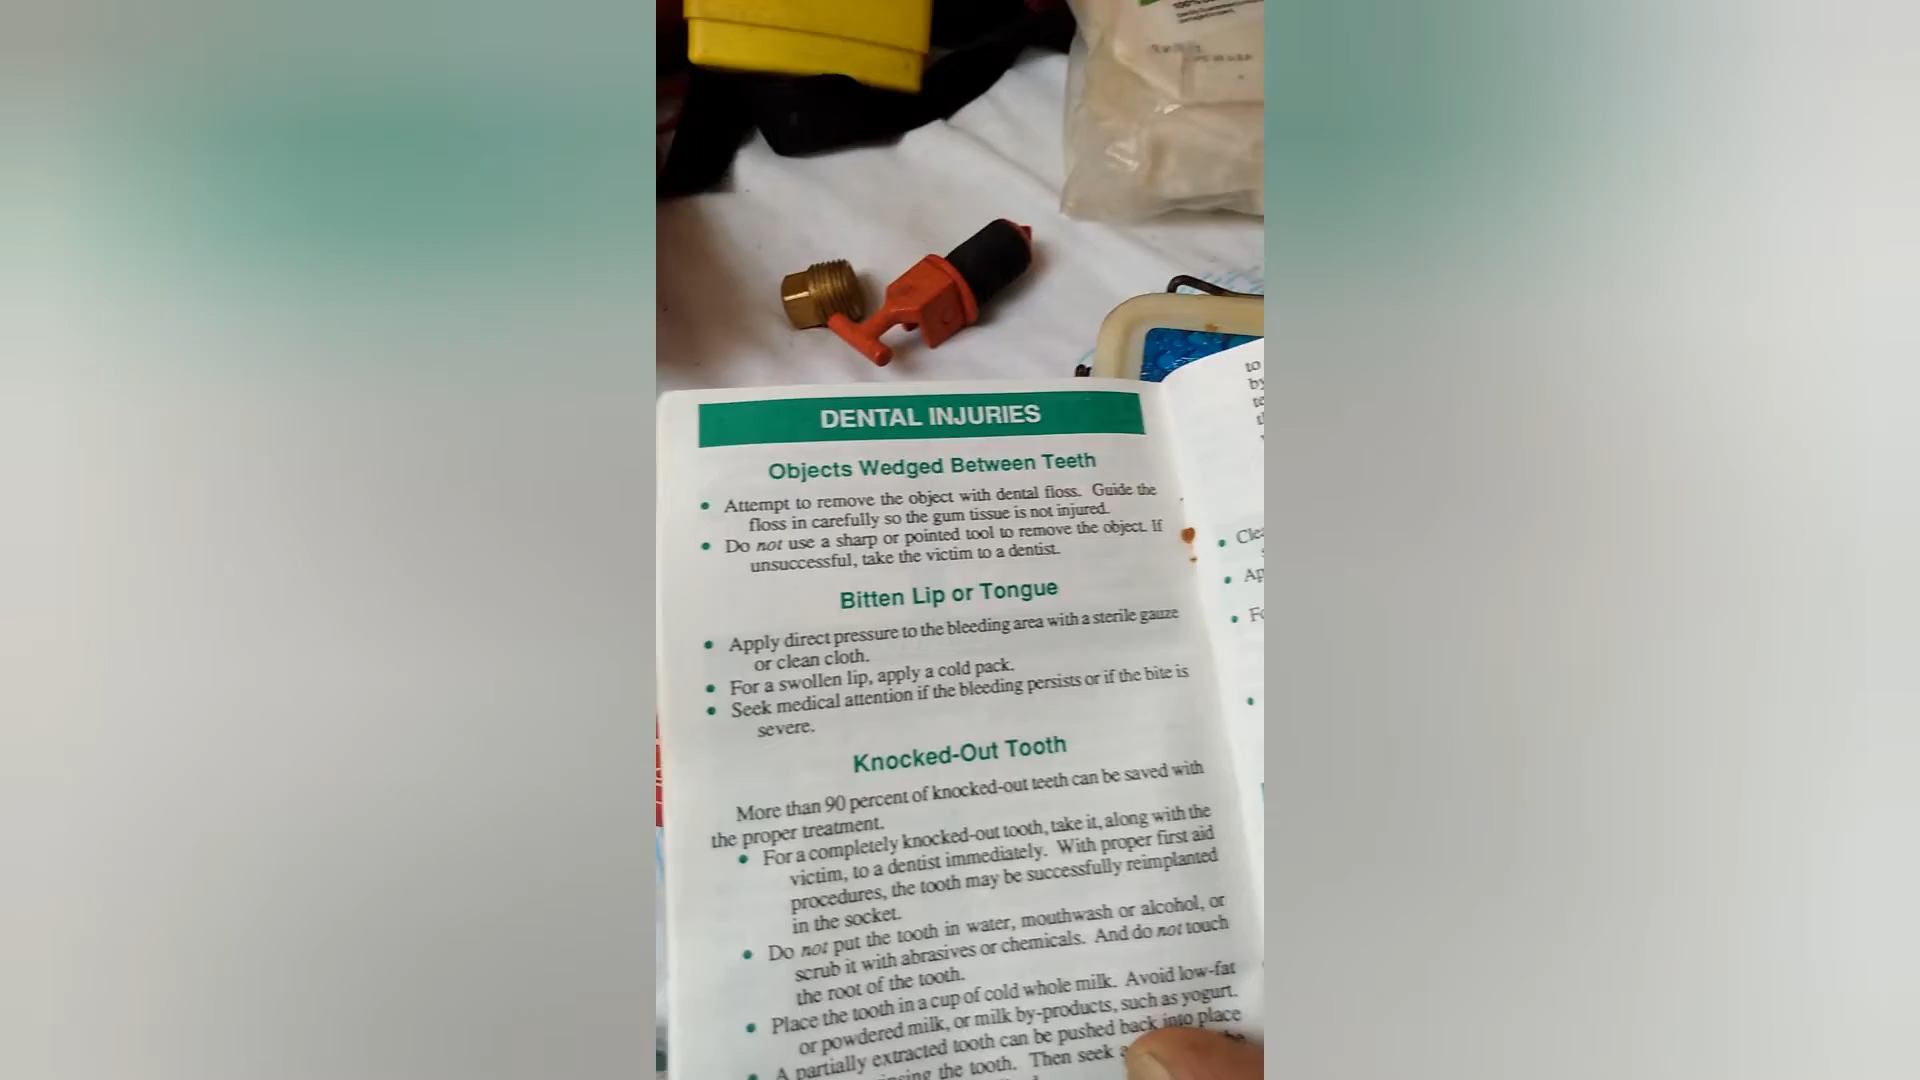 DENTAL INJURIES
Objects Wedged Between Teeth
• Attempt to remove the object with dental floss. Guide the
floss in carefully so the gum tissue is not injured.
• Do not use a sharp or pointed tool to remove the object. If
unsuccessful, take the victim to a dentist.
Bitten Lip or Tongue
• Apply direct pressure to the bleeding area with a sterile gauze
or clean cloth.
• For a swollen lip, apply a cold pack.
• Seek medical attention if the bleeding persists or if the bite is
severe.
Knocked-Out Tooth
More than 90 percent of knocked-out teeth can be saved with
the proper treatment.
• For a completely knocked-out tooth, take it, along with the
victim, to a dentist immediately. With proper first aid
procedures, the tooth may be successfully reimplanted
in the socket.
• Do not put the tooth in water, mouthwash or alcohol, or
scrub it with abrasives or chemicals. And do not touch
the root of the tooth.
• Place the tooth in a cup of cold whole milk. Avoid low-fat
or powdered milk, or milk by-products, such as yogurt.
• A partially extracted tooth can be pushed back into place
the tooth. Then seek
to
by